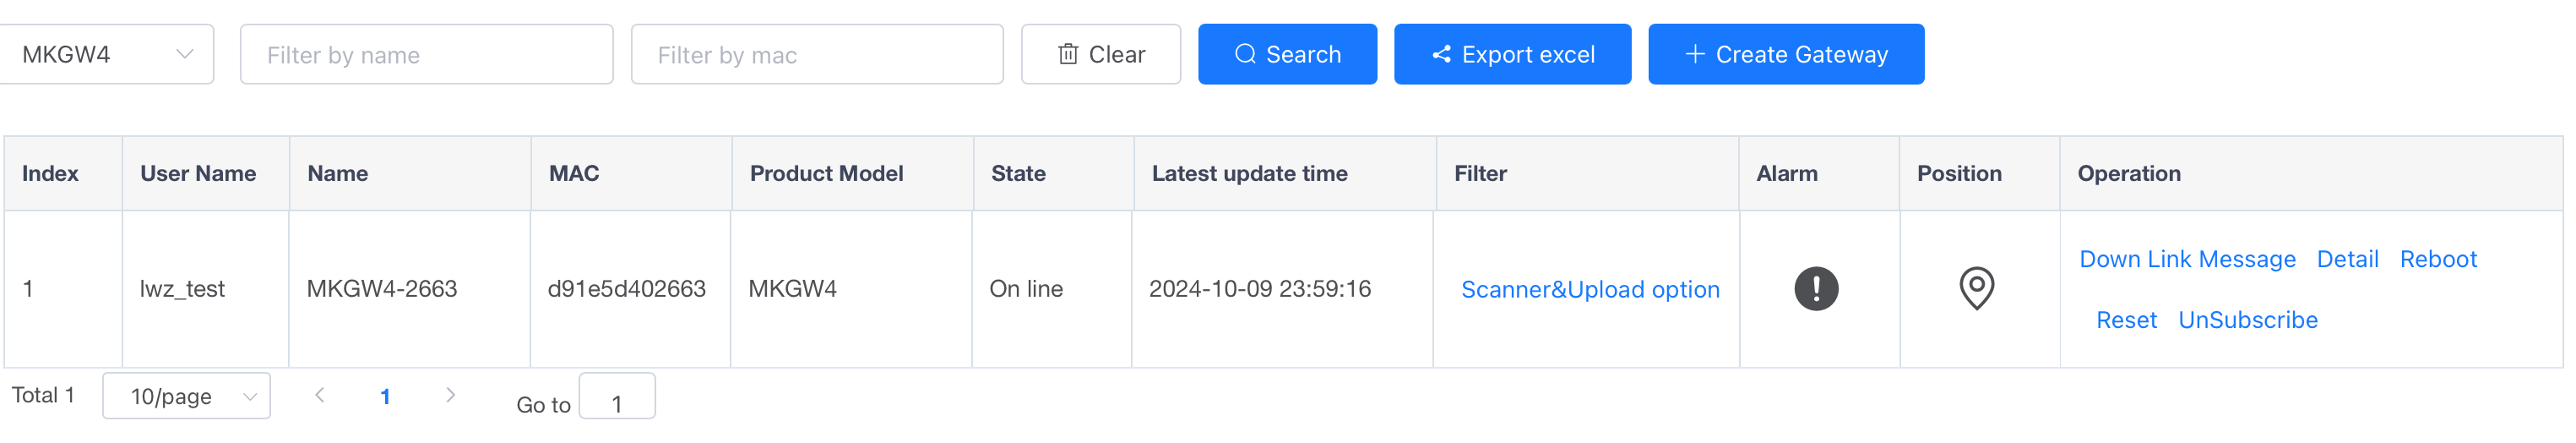 MKGW4 Filter by name Filter by mac Clear Search Export excel Create Gateway
Index User Name Name MAC Product Model State Latest update time Filter Alarm Position Operation
1 lwz_test MKGW4-2663 d91e5d402663 MKGW4 On line 2024-10-09 23:59:16 Scanner&Upload option Down Link Message Detail Reboot
Reset UnSubscribe
Total 1 10/page 1 Go to 1